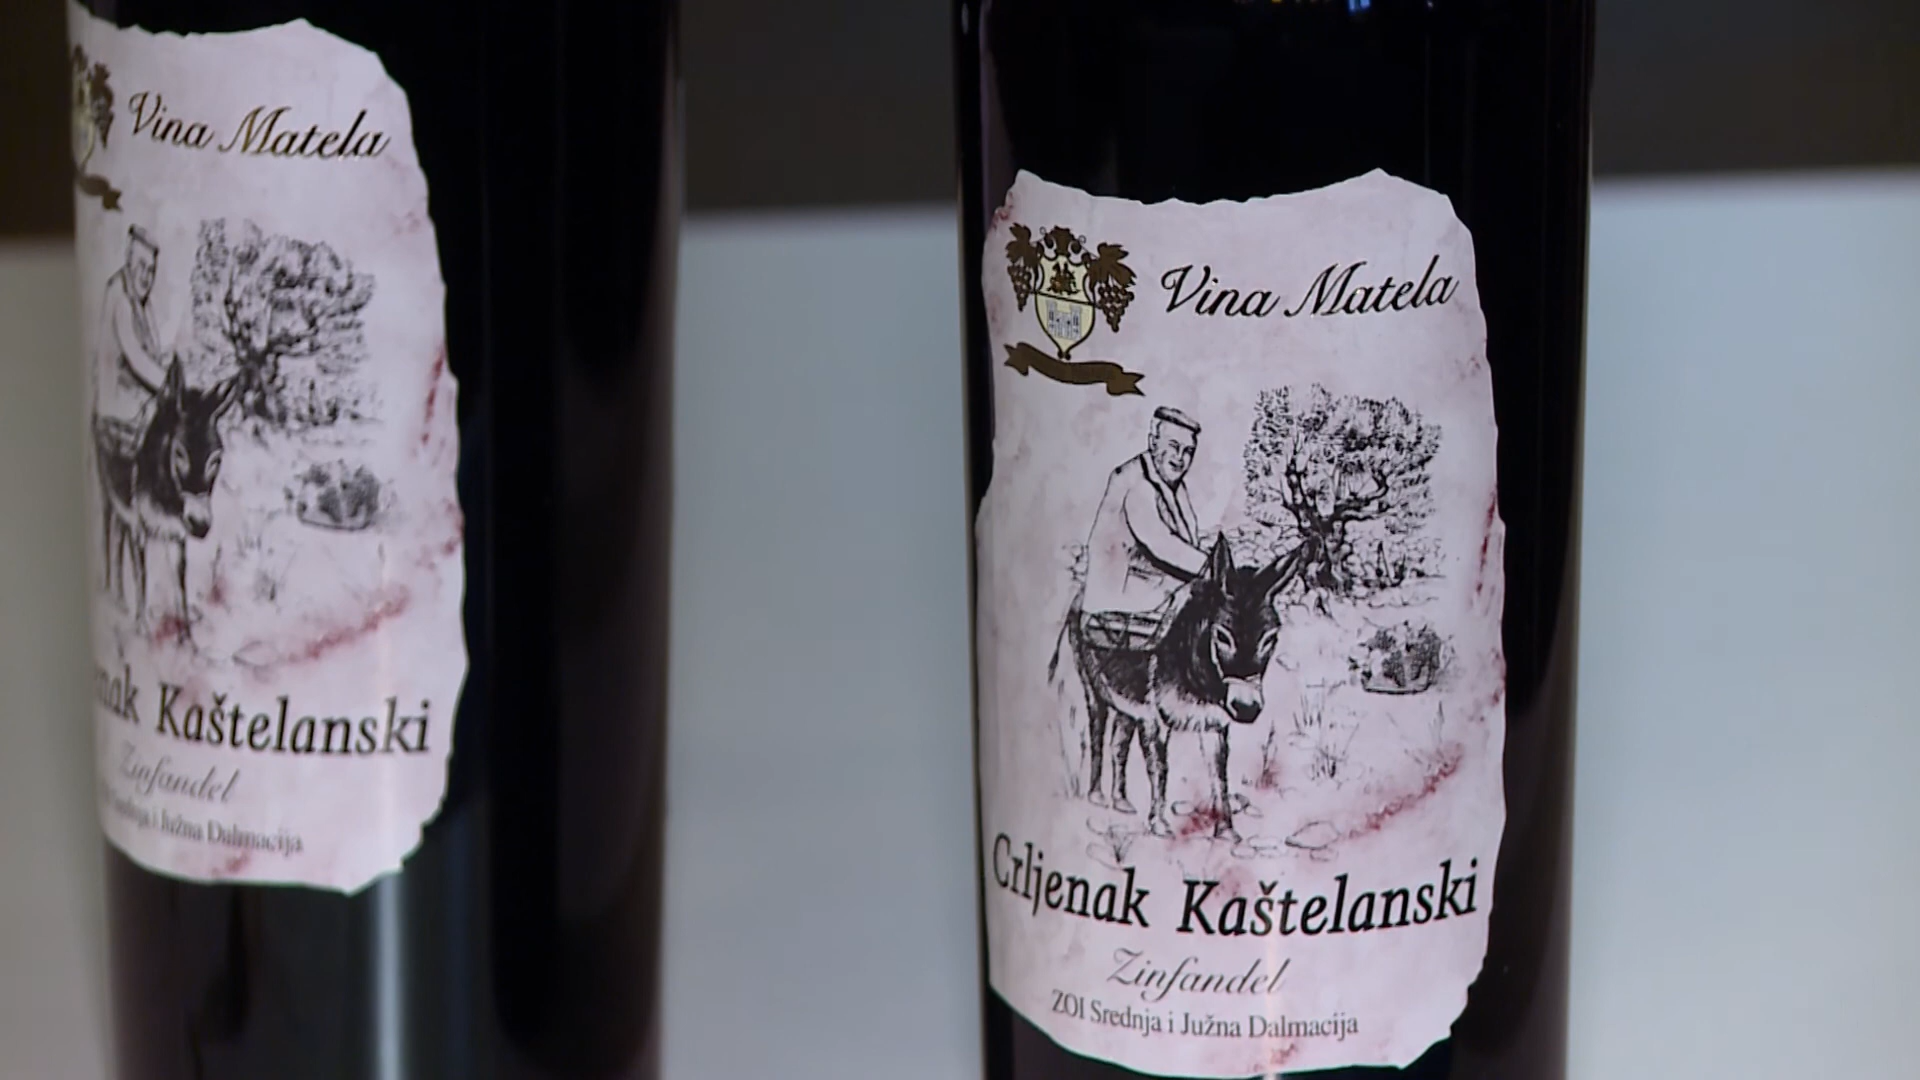 Vina Matela
Kaštelanski
Zinfandel
Južna Dalmacija
Vina Matela
Crljenak Kaštelanski
Zinfandel
ZOI Srednja i Južna Dalmacija